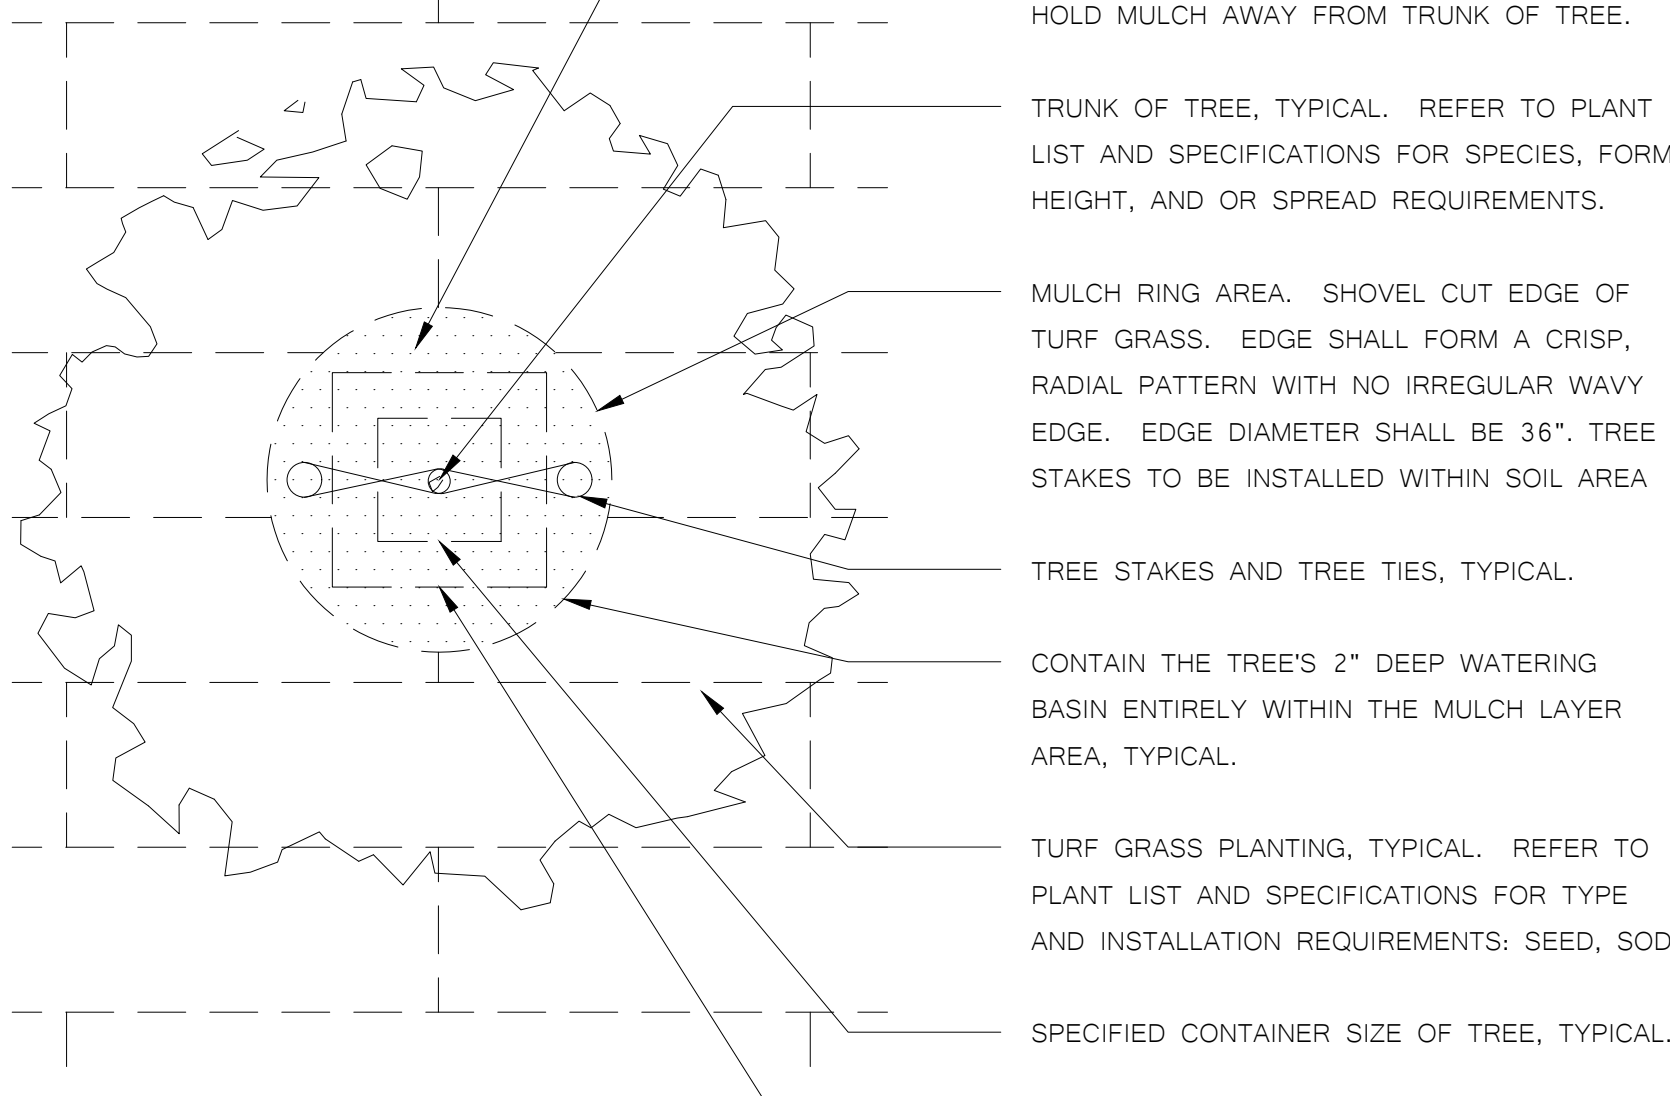 HOLD MULCH AWAY FROM TRUNK OF TREE.
TRUNK OF TREE, TYPICAL. REFER TO PLANT
LIST AND SPECIFICATIONS FOR SPECIES, FORM
HEIGHT, AND OR SPREAD REQUIREMENTS.
MULCH RING AREA. SHOVEL CUT EDGE OF
TURF GRASS. EDGE SHALL FORM A CRISP,
RADIAL PATTERN WITH NO IRREGULAR WAVY
EDGE. EDGE DIAMETER SHALL BE 36". TREE
STAKES TO BE INSTALLED WITHIN SOIL AREA
TREE STAKES AND TREE TIES, TYPICAL.
CONTAIN THE TREE'S 2" DEEP WATERING
BASIN ENTIRELY WITHIN THE MULCH LAYER
AREA, TYPICAL.
TURF GRASS PLANTING, TYPICAL. REFER TO
PLANT LIST AND SPECIFICATIONS FOR TYPE
AND INSTALLATION REQUIREMENTS: SEED, SOD
SPECIFIED CONTAINER SIZE OF TREE, TYPICAL.